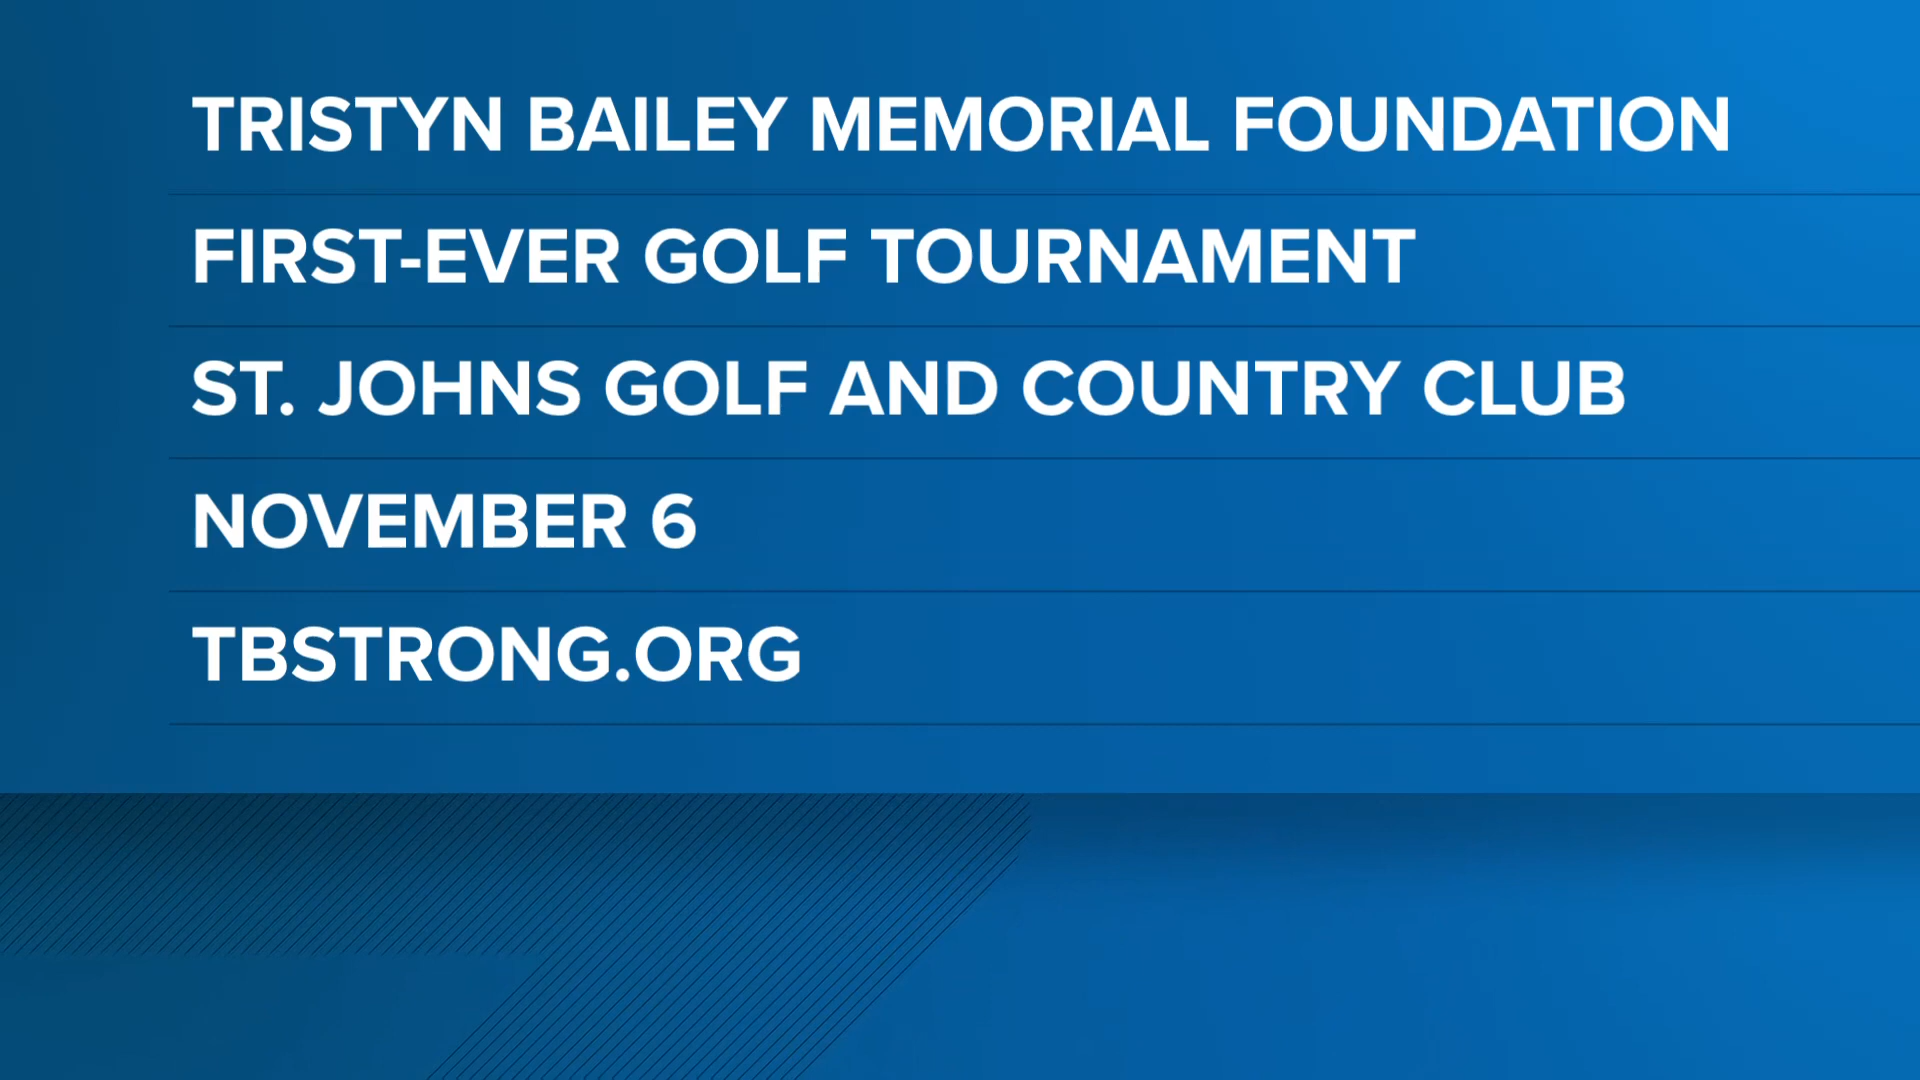 TRISTYN BAILEY MEMORIAL FOUNDATION
FIRST-EVER GOLF TOURNAMENT
ST. JOHNS GOLF AND COUNTRY CLUB
NOVEMBER 6
TBSTRONG.ORG